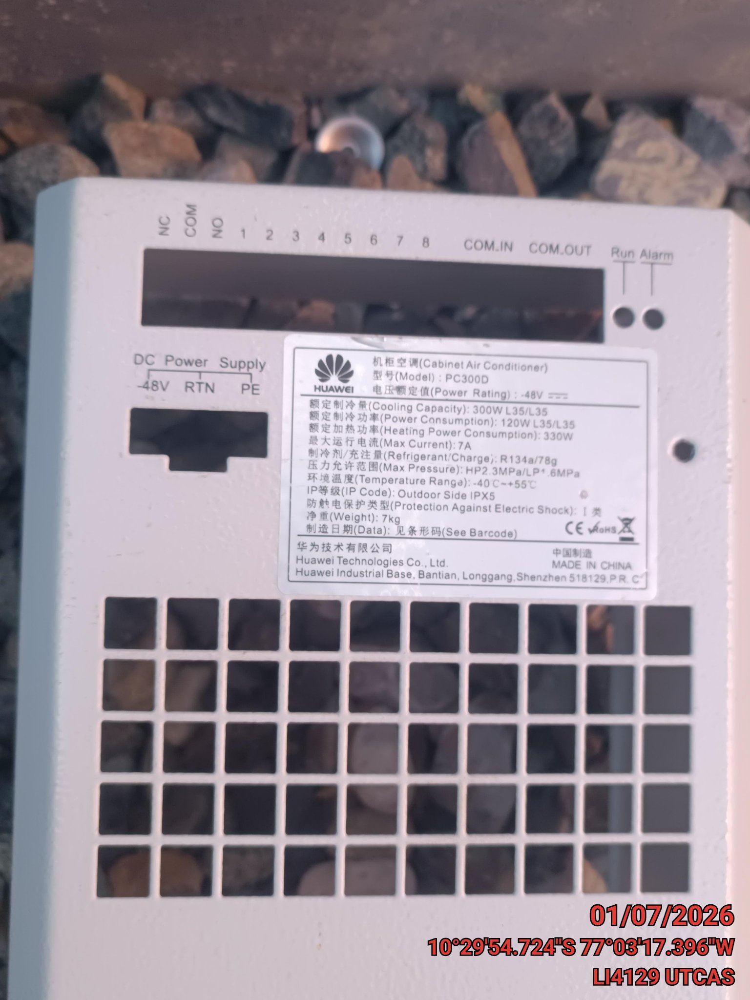 NC COM NO 1 2 3 4 5 6 7 8 COM_IN COM_OUT Run Alarm
DC Power Supply
-48V RTN PE
HUAWEI
机柜空调(Cabinet Air Conditioner)
型号(Model) : PC300D
电压额定值(Power Rating) : -48V
额定制冷量(Cooling Capacity): 300W L35/L35
额定制冷功率(Power Consumption): 120W L35/L35
额定加热功率(Heating Power Consumption): 330W
最大运行电流(Max Current): 7A
制冷剂/充注量(Refrigerant/Charge): R134a/78g
压力允许范围(Max Pressure): HP2.3MPa/LP1.6MPa
环境温度(Temperature Range): -40℃~+55℃
IP等级(IP Code): Outdoor Side IPX5
防触电保护类型(Protection Against Electric Shock): I 类
净重(Weight): 7kg
制造日期(Data): 见条形码(See Barcode)
CE RoHS
华为技术有限公司
Huawei Technologies Co., Ltd.
中国制造
MADE IN CHINA
Huawei Industrial Base, Bantian, Longgang, Shenzhen 518129, P.R. C
01/07/2026
10°29'54.724"S 77°03'17.396"W
LI4129 UTCAS